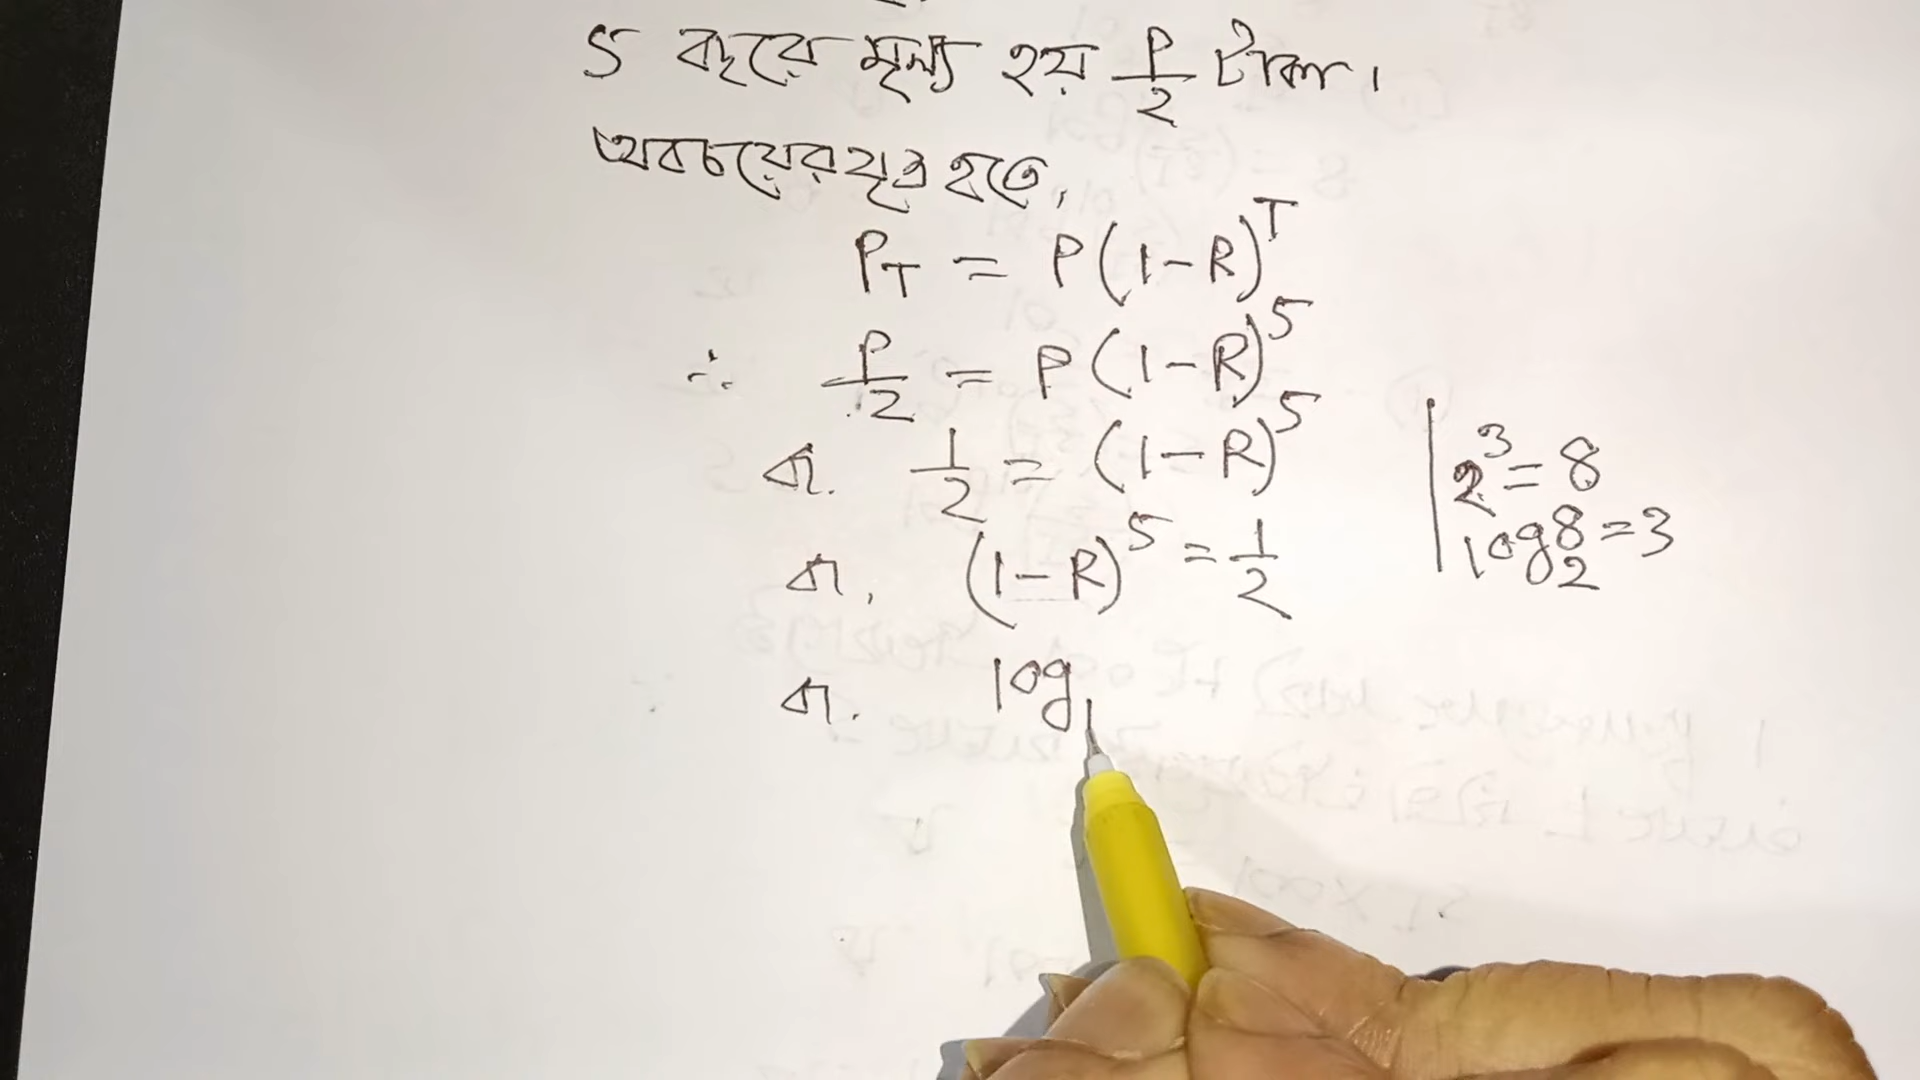 5 বছরে মূল্য হয় P/2 টাকা।
অবচয়ের সূত্র হতে,
P_T = P(1-R)^T
∴ P/2 = P(1-R)^5
বা. 1/2 = (1-R)^5
বা, (1-R)^5 = 1/2
বা. log
2^3 = 8
log_2 8 = 3